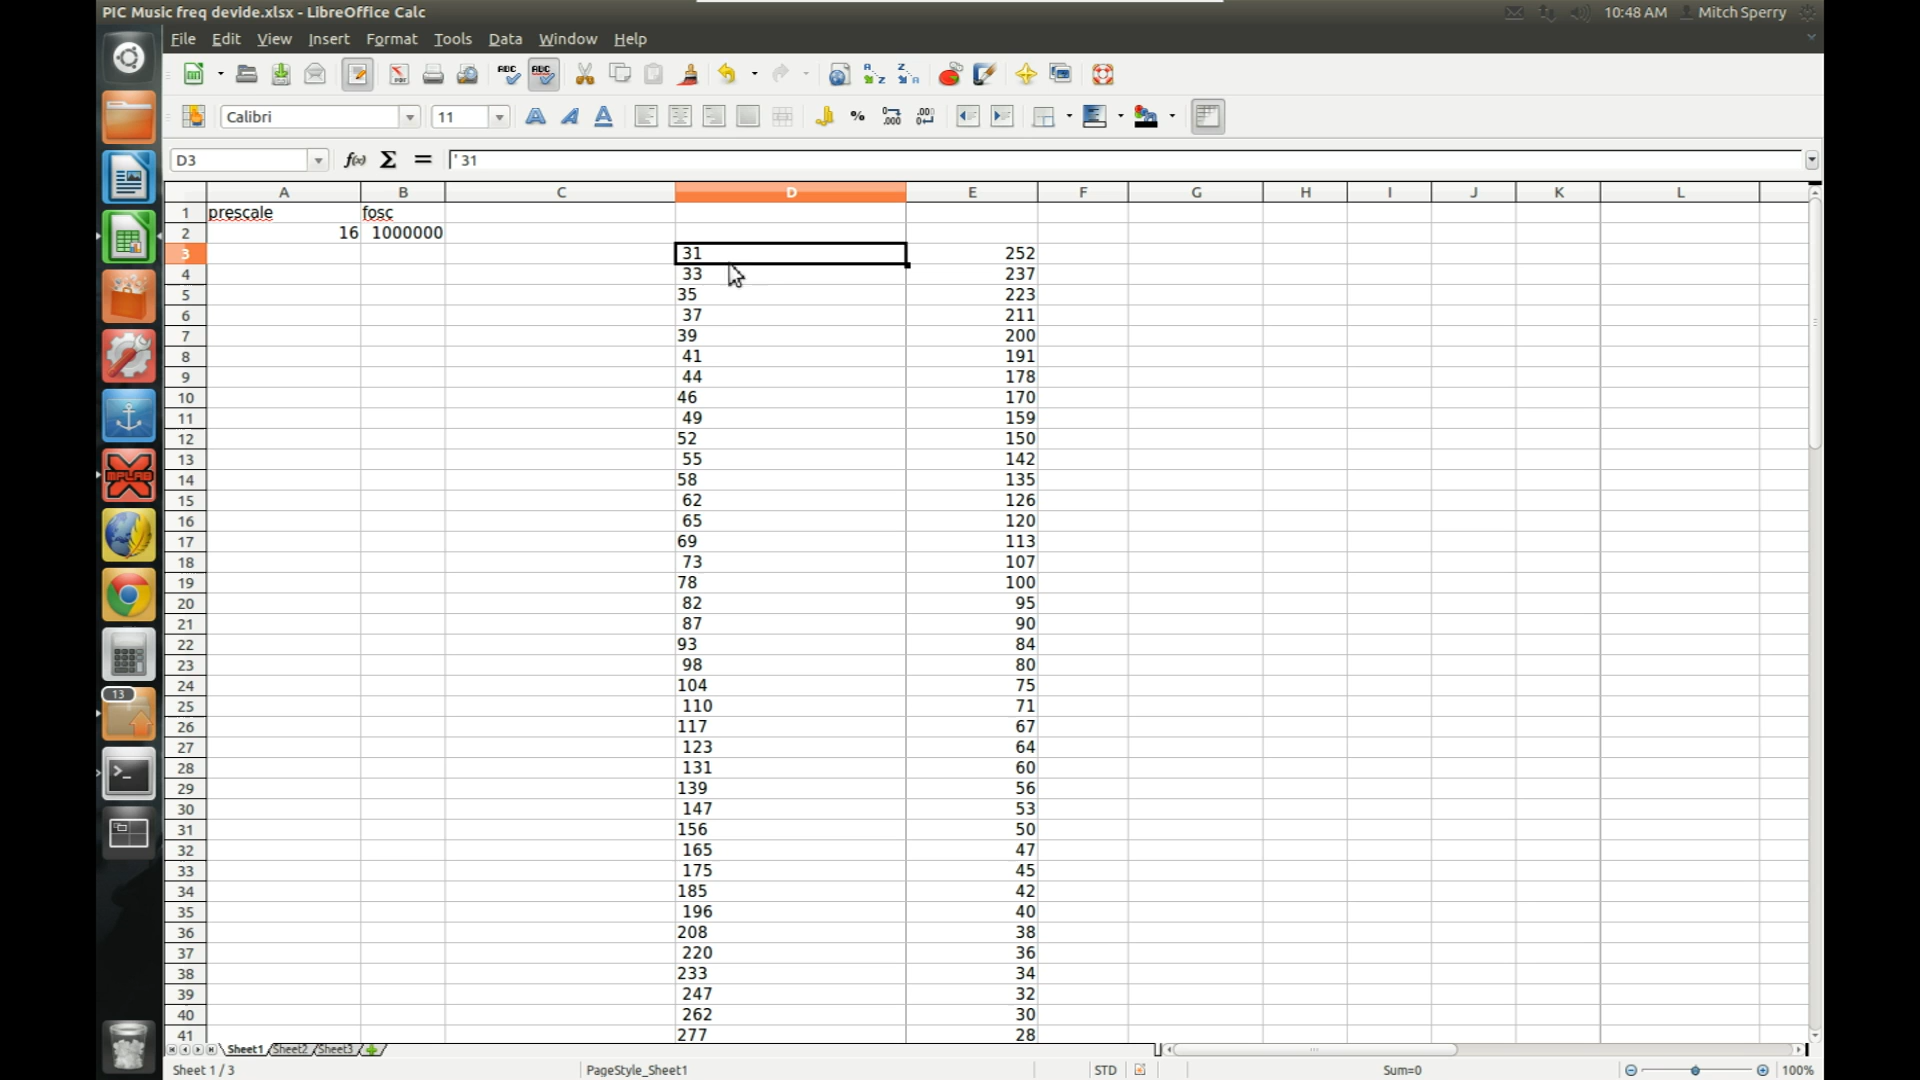 PIC Music freq devide.xlsx - LibreOffice Calc 10:48 AM Mitch Sperry
File Edit View Insert Format Tools Data Window Help
Calibri 11
D3 ' 31
A B C D E F G H I J K L
1 prescale fosc
2 16 1000000
3 31 252
4 33 237
5 35 223
6 37 211
7 39 200
8 41 191
9 44 178
10 46 170
11 49 159
12 52 150
13 55 142
14 58 135
15 62 126
16 65 120
17 69 113
18 73 107
19 78 100
20 82 95
21 87 90
22 93 84
23 98 80
24 104 75
25 110 71
26 117 67
27 123 64
28 131 60
29 139 56
30 147 53
31 156 50
32 165 47
33 175 45
34 185 42
35 196 40
36 208 38
37 220 36
38 233 34
39 247 32
40 262 30
41 277 28
Sheet1 Sheet2 Sheet3
Sheet 1 / 3 PageStyle_Sheet1 STD Sum=0 100%
13